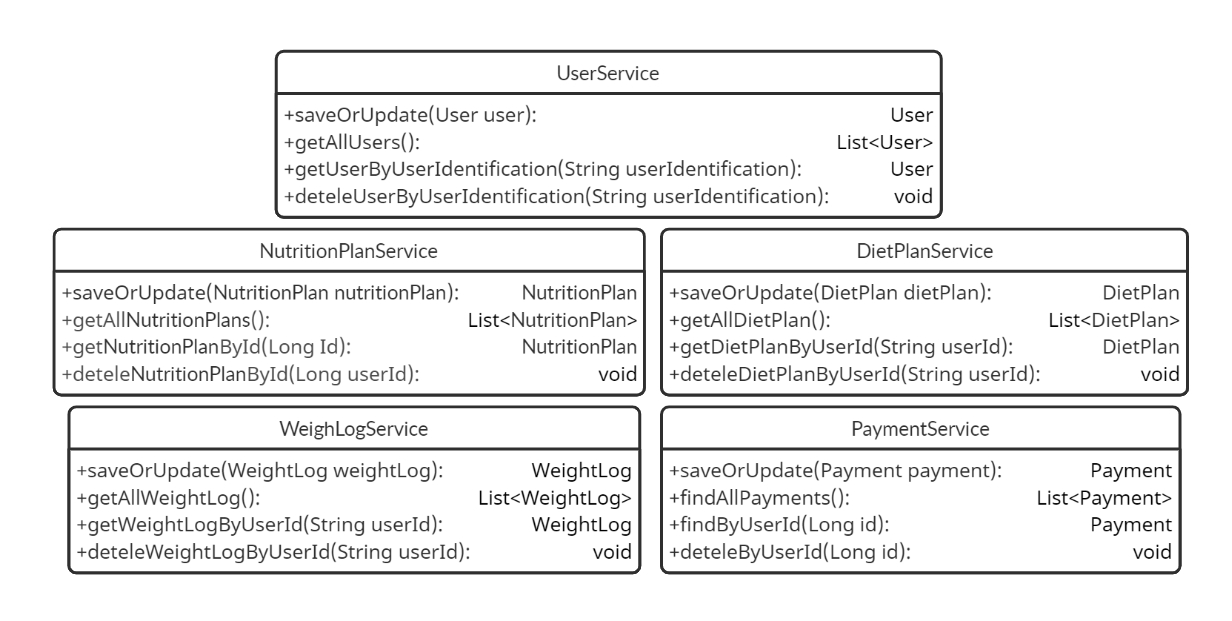 UserService
+saveOrUpdate(User user): User
+getAllUsers(): List<User>
+getUserByUserIdentification(String userIdentification): User
+deteleUserByUserIdentification(String userIdentification): void
NutritionPlanService
+saveOrUpdate(NutritionPlan nutritionPlan): NutritionPlan
+getAllNutritionPlans(): List<NutritionPlan>
+getNutritionPlanById(Long Id): NutritionPlan
+deteleNutritionPlanById(Long userId): void
DietPlanService
+saveOrUpdate(DietPlan dietPlan): DietPlan
+getAllDietPlan(): List<DietPlan>
+getDietPlanByUserId(String userId): DietPlan
+deteleDietPlanByUserId(String userId): void
WeighLogService
+saveOrUpdate(WeightLog weightLog): WeightLog
+getAllWeightLog(): List<WeightLog>
+getWeightLogByUserId(String userId): WeightLog
+deteleWeightLogByUserId(String userId): void
PaymentService
+saveOrUpdate(Payment payment): Payment
+findAllPayments(): List<Payment>
+findByUserId(Long id): Payment
+deteleByUserId(Long id): void